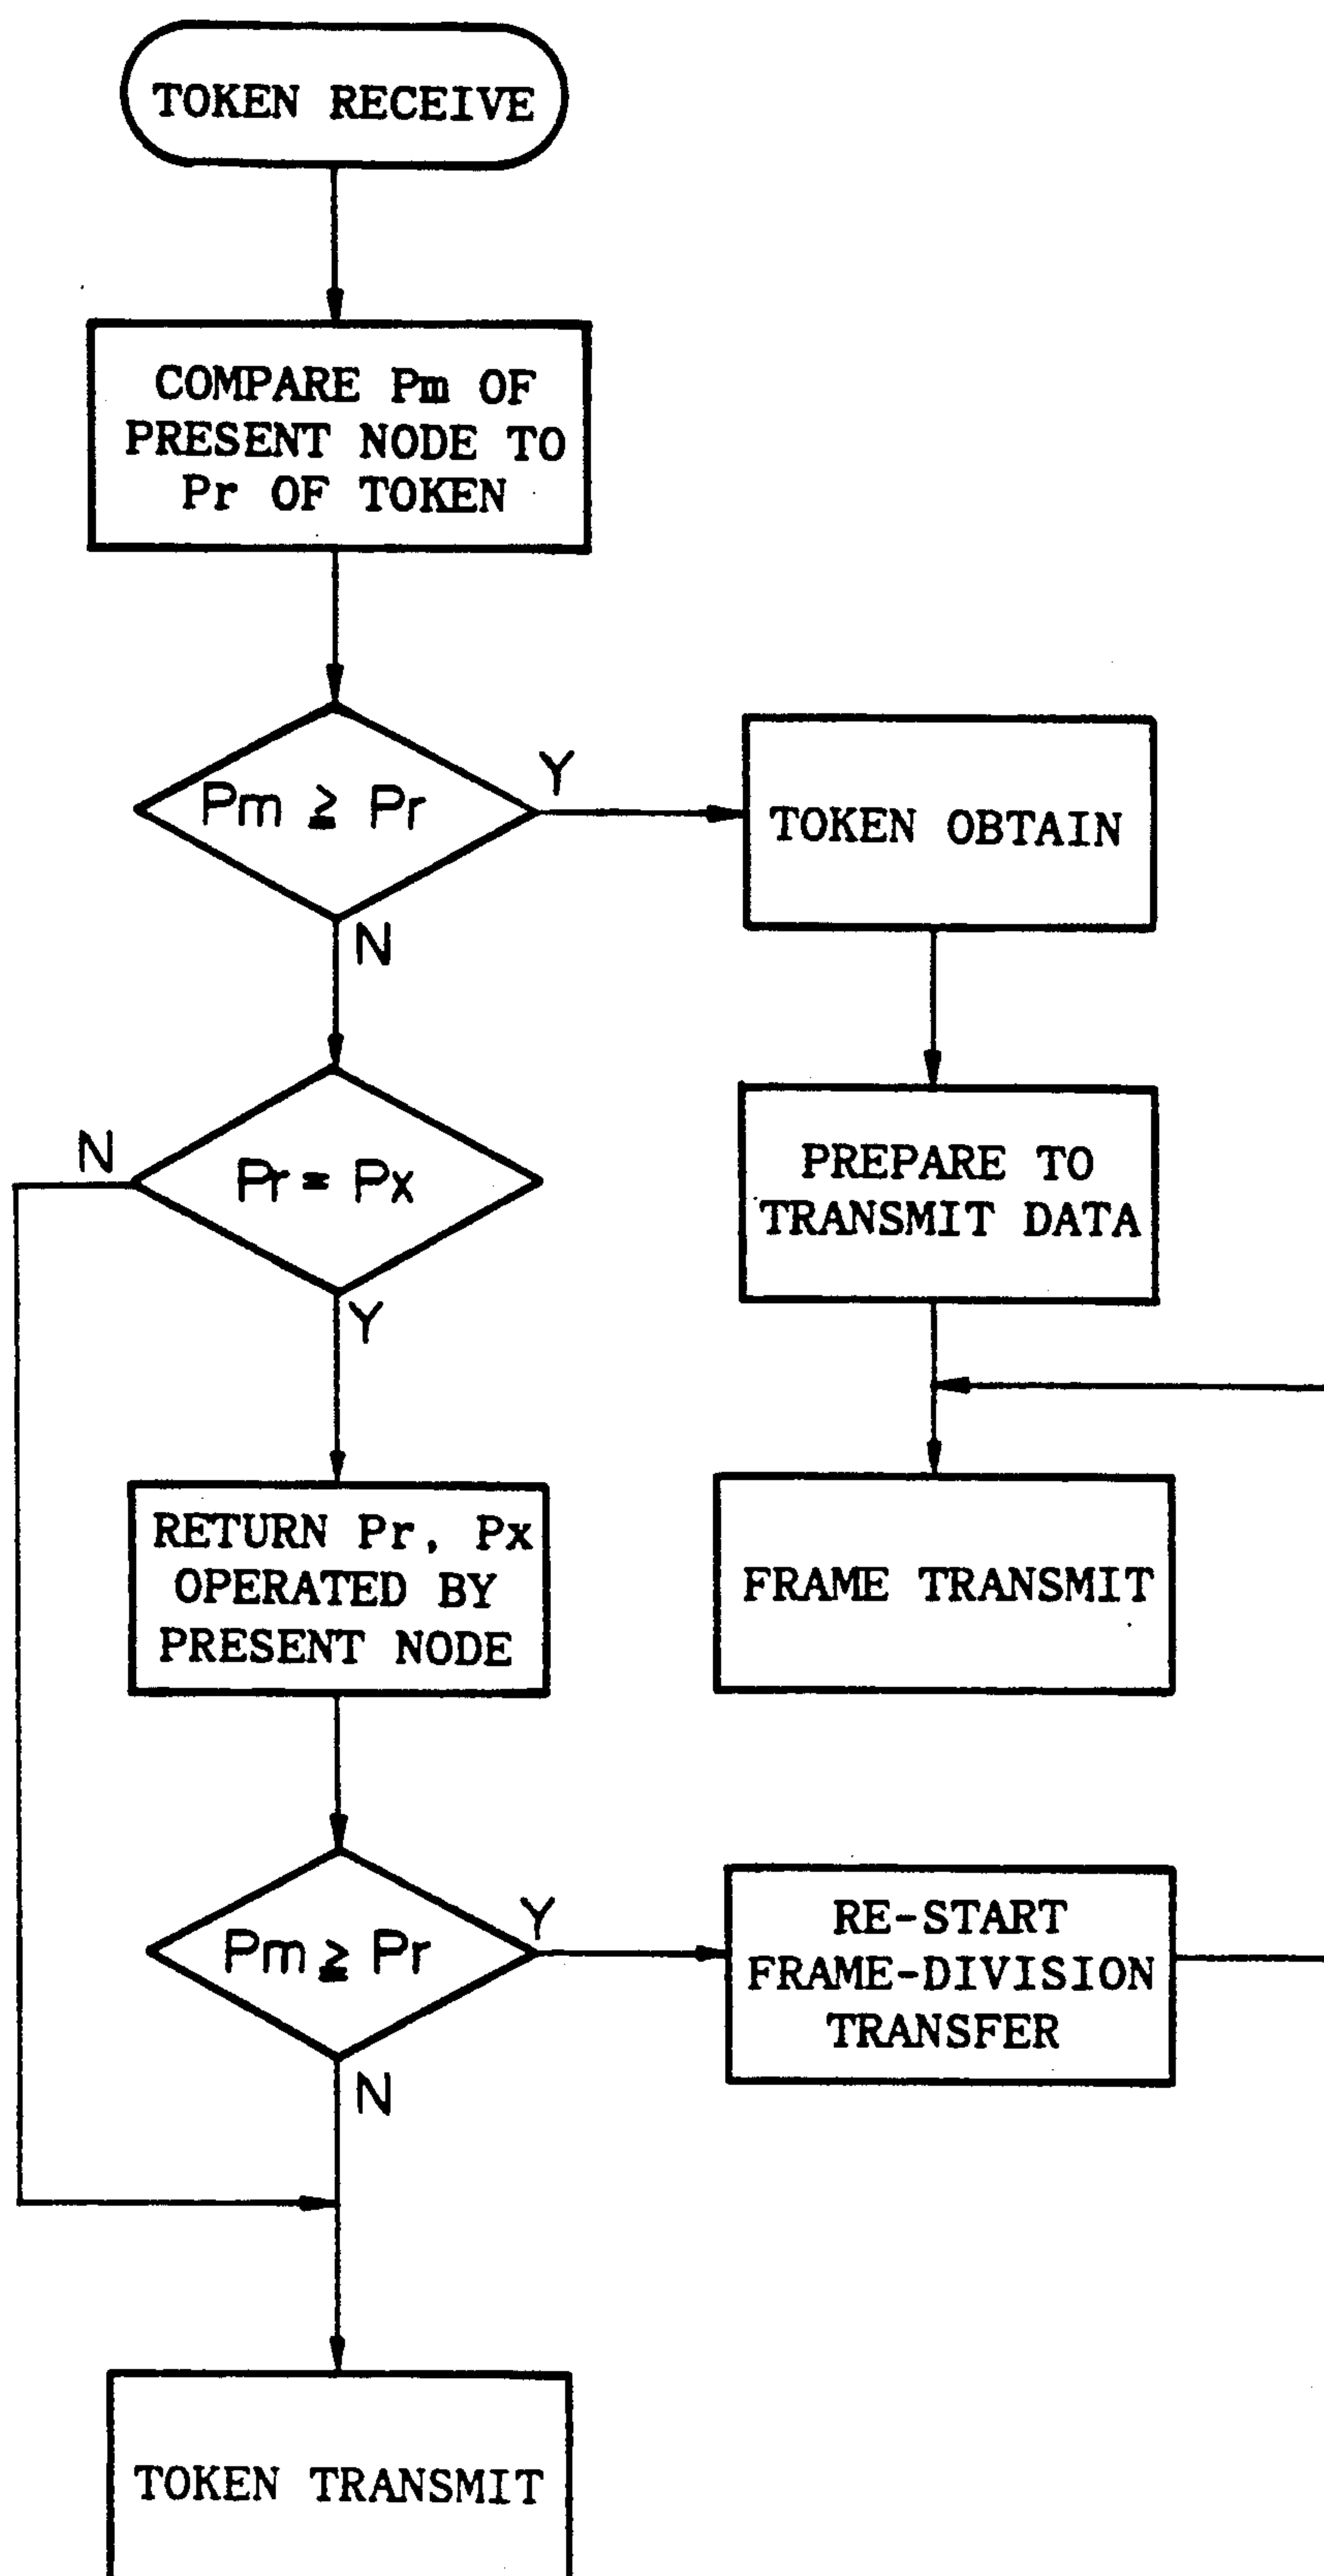 TOKEN RECEIVE
COMPARE Pm OF
PRESENT NODE TO
Pr OF TOKEN
Pm ≧ Pr
Y
TOKEN OBTAIN
N
PREPARE TO
TRANSMIT DATA
N
Pr = Px
Y
RETURN Pr, Px
OPERATED BY
PRESENT NODE
FRAME TRANSMIT
Pm ≧ Pr
Y
RE-START
FRAME-DIVISION
TRANSFER
N
TOKEN TRANSMIT